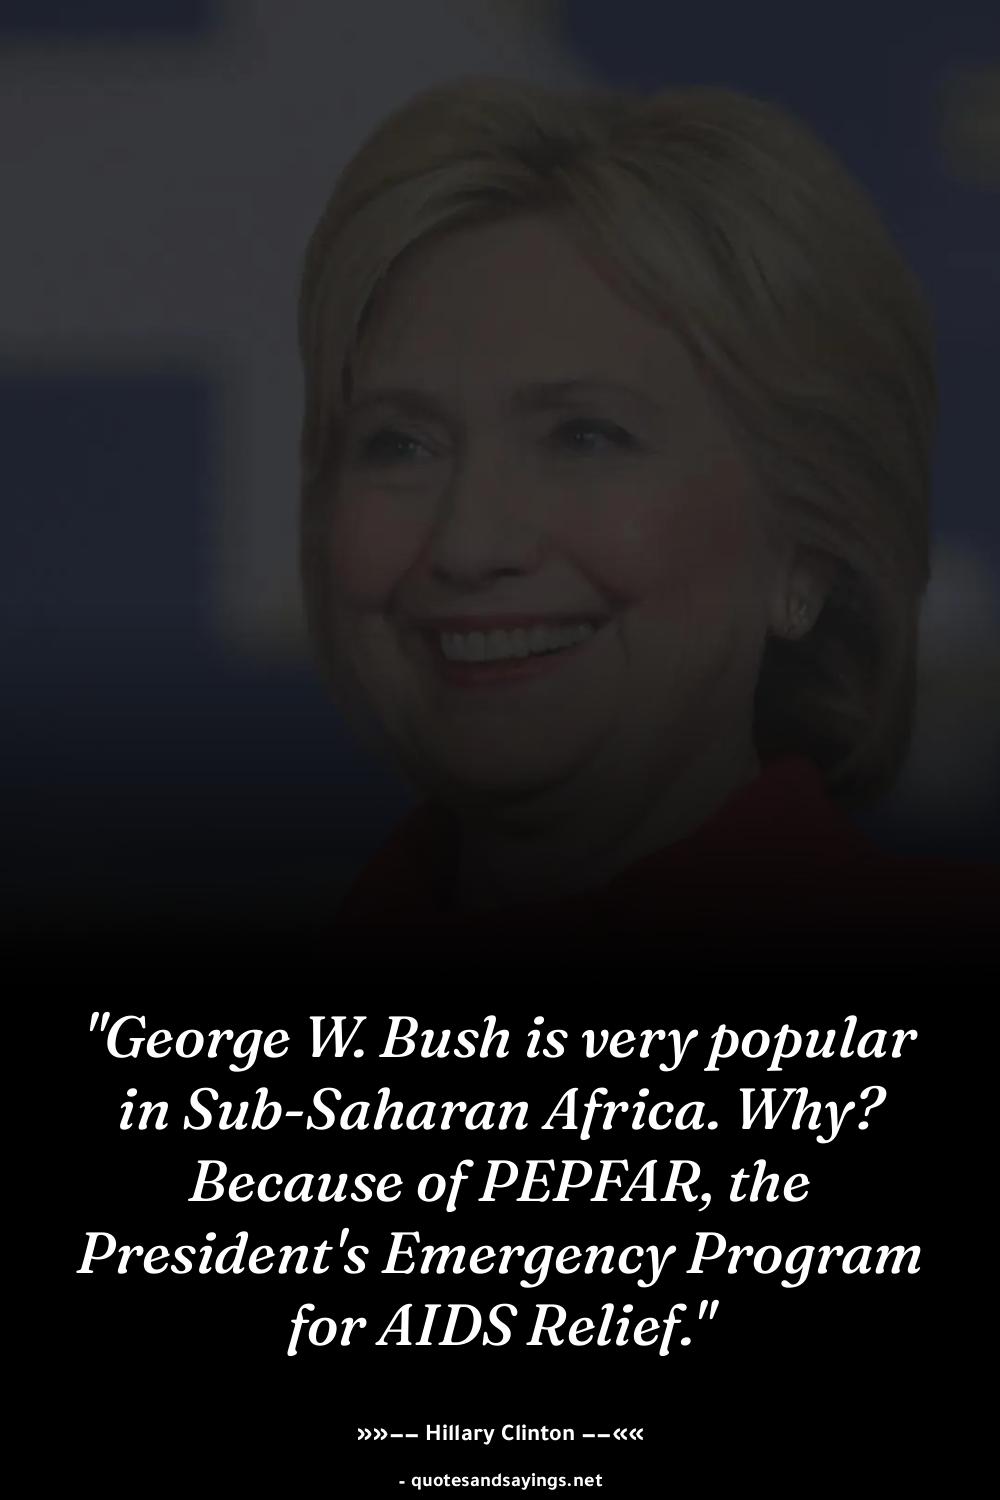 "George W. Bush is very popular
in Sub-Saharan Africa. Why?
Because of PEPFAR, the
President's Emergency Program
for AIDS Relief."
»»−− Hillary Clinton −−««
- quotesandsayings.net